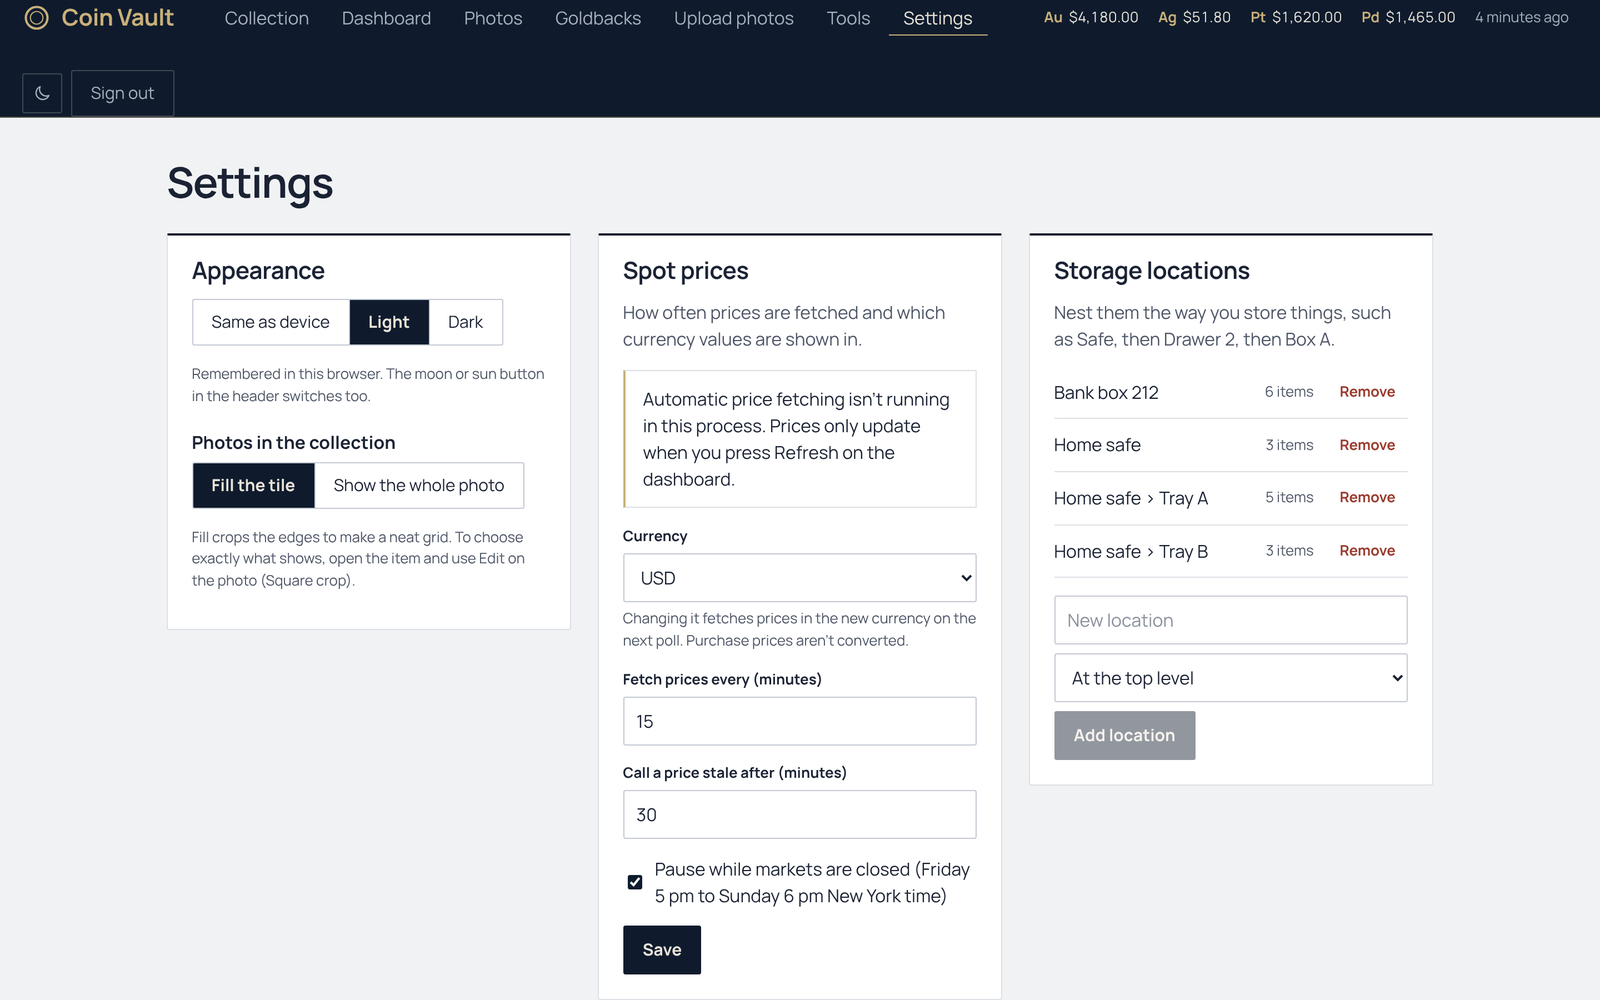 Coin Vault
Collection
Dashboard
Photos
Goldbacks
Upload photos
Tools
Settings
Au $4,180.00
Ag $51.80
Pt $1,620.00
Pd $1,465.00
4 minutes ago
Sign out
Settings
Appearance
Same as device
Light
Dark
Remembered in this browser. The moon or sun button
in the header switches too.
Photos in the collection
Fill the tile
Show the whole photo
Fill crops the edges to make a neat grid. To choose
exactly what shows, open the item and use Edit on
the photo (Square crop).
Spot prices
How often prices are fetched and which
currency values are shown in.
Automatic price fetching isn't running
in this process. Prices only update
when you press Refresh on the
dashboard.
Currency
USD
Changing it fetches prices in the new currency on the
next poll. Purchase prices aren't converted.
Fetch prices every (minutes)
15
Call a price stale after (minutes)
30
Pause while markets are closed (Friday
5 pm to Sunday 6 pm New York time)
Save
Storage locations
Nest them the way you store things, such
as Safe, then Drawer 2, then Box A.
Bank box 212
6 items
Remove
Home safe
3 items
Remove
Home safe › Tray A
5 items
Remove
Home safe › Tray B
3 items
Remove
New location
At the top level
Add location